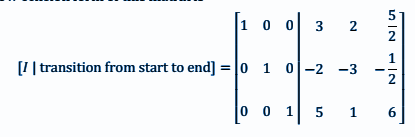 [I | transition from start to end] = [1 0 0 | 3 2 5/2
0 1 0 | −2 −3 −1/2
0 0 1 | 5 1 6]